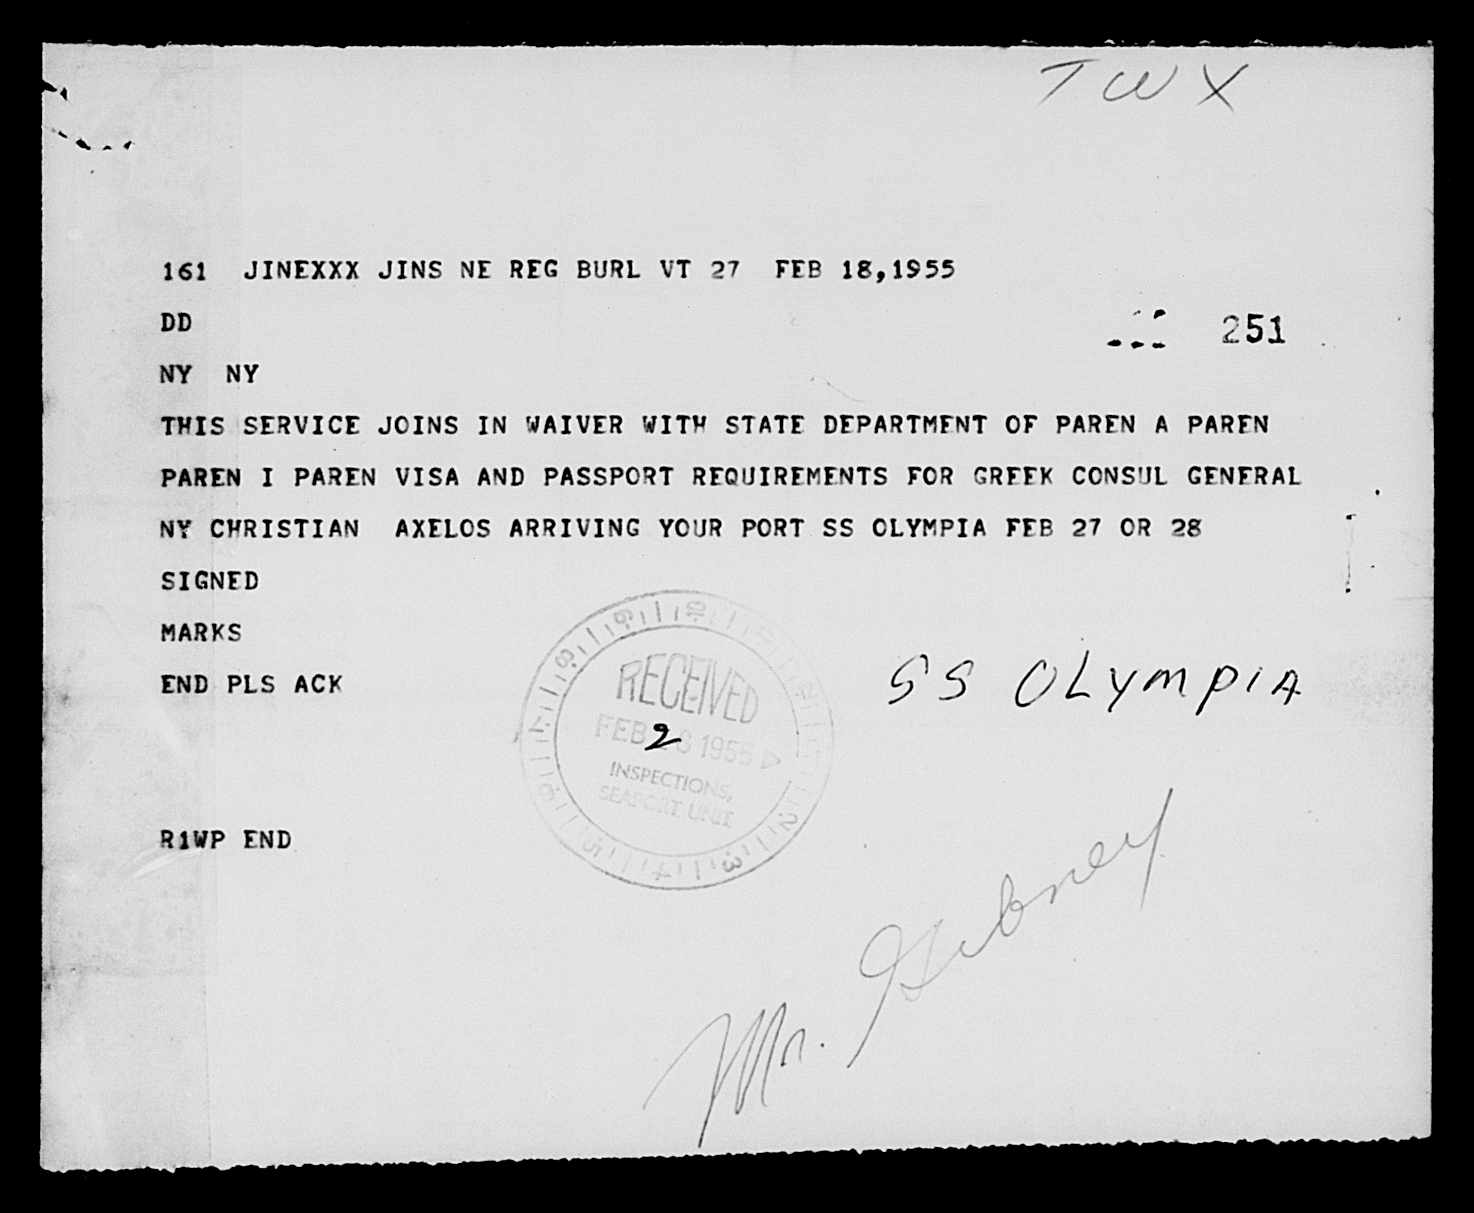 TWX
161 JINEXXX JINS NE REG BURL VT 27 FEB 18,1955
DD
251
NY NY
THIS SERVICE JOINS IN WAIVER WITH STATE DEPARTMENT OF PAREN A PAREN
PAREN I PAREN VISA AND PASSPORT REQUIREMENTS FOR GREEK CONSUL GENERAL
NY CHRISTIAN AXELOS ARRIVING YOUR PORT SS OLYMPIA FEB 27 OR 28
SIGNED
MARKS
END PLS ACK
SS OLYMPIA
RECEIVED
FEB 28 1955
INSPECTIONS,
SEAPORT UNIT
R1WP END
Mr. Gibney